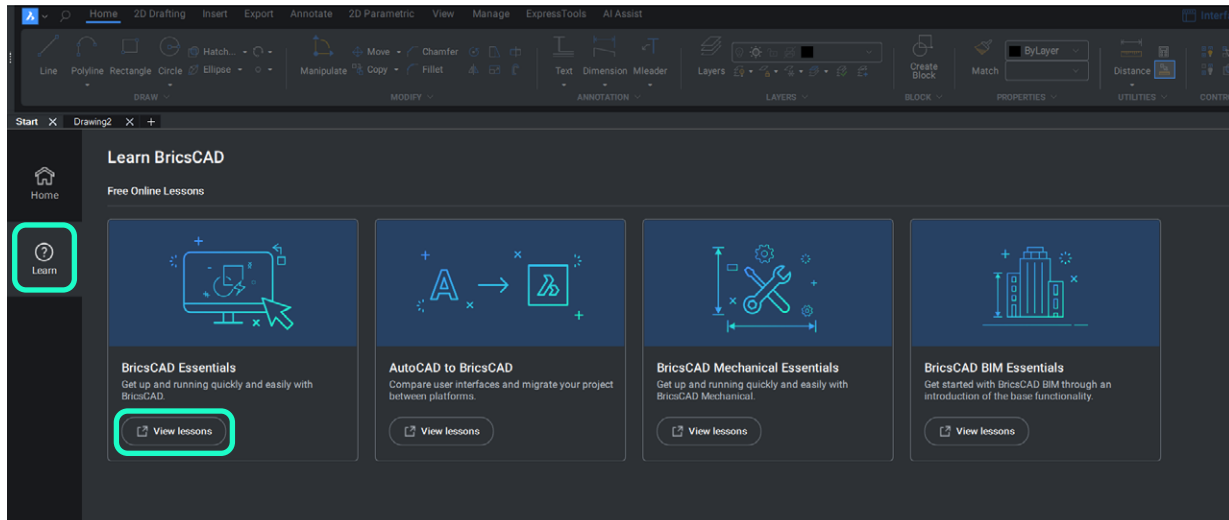 Home 2D Drafting Insert Export Annotate 2D Parametric View Manage ExpressTools AI Assist
Hatch... Move Chamfer
Line Polyline Rectangle Circle Ellipse Manipulate Copy Fillet Text Dimension Mleader Layers Create Block Match ByLayer Distance
DRAW MODIFY ANNOTATION LAYERS BLOCK PROPERTIES UTILITIES
Start Drawing2
Learn BricsCAD
Home
Free Online Lessons
Learn
BricsCAD Essentials
Get up and running quickly and easily with
BricsCAD.
View lessons
AutoCAD to BricsCAD
Compare user interfaces and migrate your project
between platforms.
View lessons
BricsCAD Mechanical Essentials
Get up and running quickly and easily with
BricsCAD Mechanical.
View lessons
BricsCAD BIM Essentials
Get started with BricsCAD BIM through an
introduction of the base functionality.
View lessons